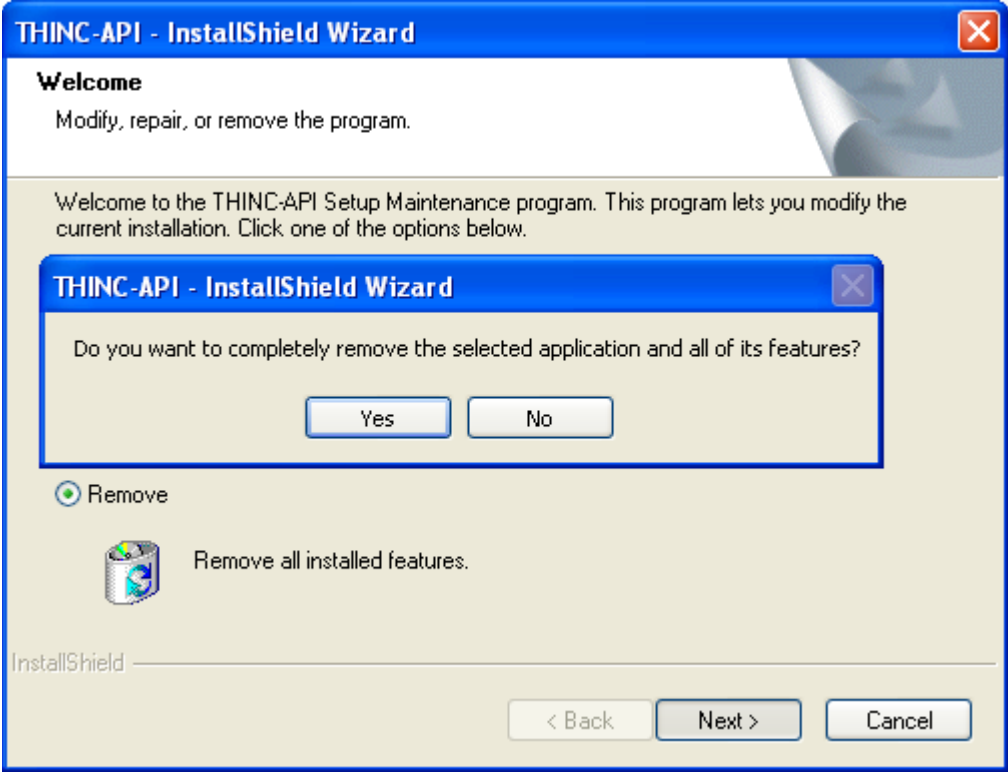 THINC-API - InstallShield Wizard
Welcome
Modify, repair, or remove the program.
Welcome to the THINC-API Setup Maintenance program. This program lets you modify the
current installation. Click one of the options below.
THINC-API - InstallShield Wizard
Do you want to completely remove the selected application and all of its features?
Yes No
Remove
Remove all installed features.
InstallShield
< Back Next > Cancel